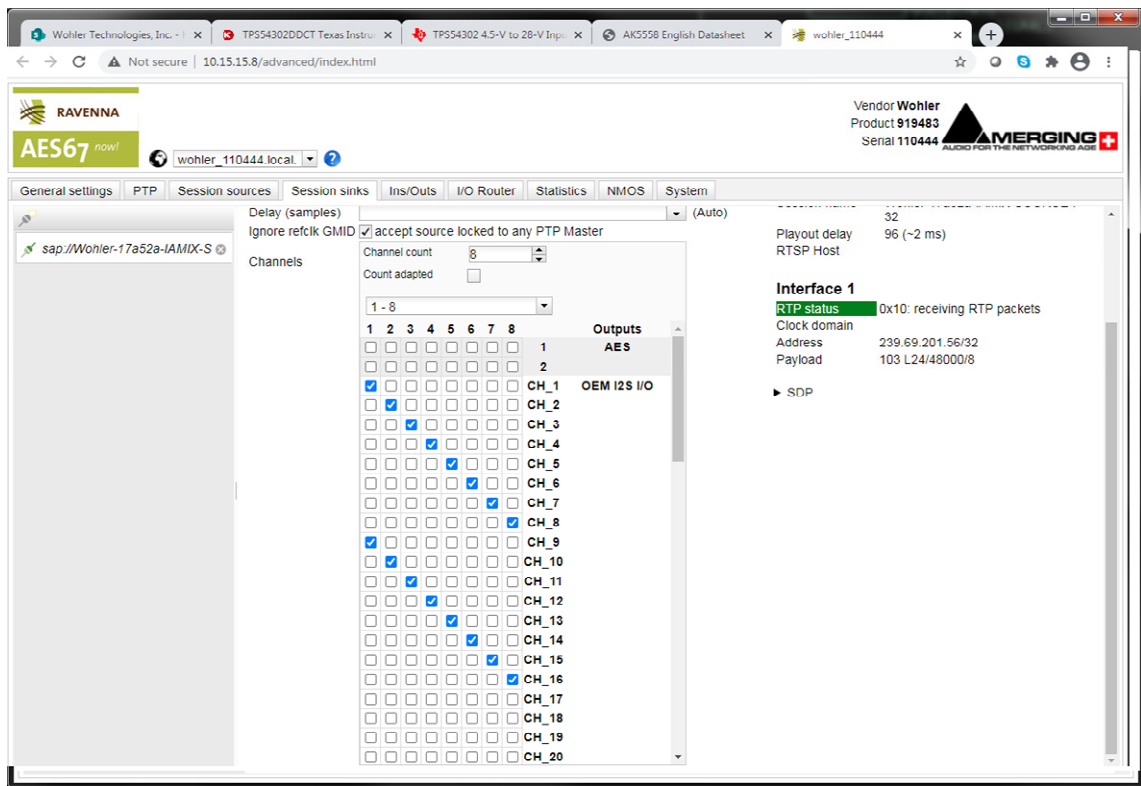 Wohler Technologies, Inc. -
TPS54302DDCT Texas Instru
TPS54302 4.5-V to 28-V Inpu
AK5558 English Datasheet
wohler_110444
Not secure | 10.15.15.8/advanced/index.html
RAVENNA
AES67 now!
wohler_110444.local.
Vendor Wohler
Product 919483
Serial 110444
MERGING
AUDIO FOR THE NETWORKING AGE
General settings PTP Session sources Session sinks Ins/Outs I/O Router Statistics NMOS System
sap://Wohler-17a52a-IAMIX-S
Delay (samples) (Auto)
Ignore refclk GMID accept source locked to any PTP Master
Channels
Channel count 8
Count adapted
1 - 8
1 2 3 4 5 6 7 8 Outputs
1 AES
2
CH_1 OEM I2S I/O
CH_2
CH_3
CH_4
CH_5
CH_6
CH_7
CH_8
CH_9
CH_10
CH_11
CH_12
CH_13
CH_14
CH_15
CH_16
CH_17
CH_18
CH_19
CH_20
32
Playout delay 96 (~2 ms)
RTSP Host
Interface 1
RTP status 0x10: receiving RTP packets
Clock domain
Address 239.69.201.56/32
Payload 103 L24/48000/8
SDP